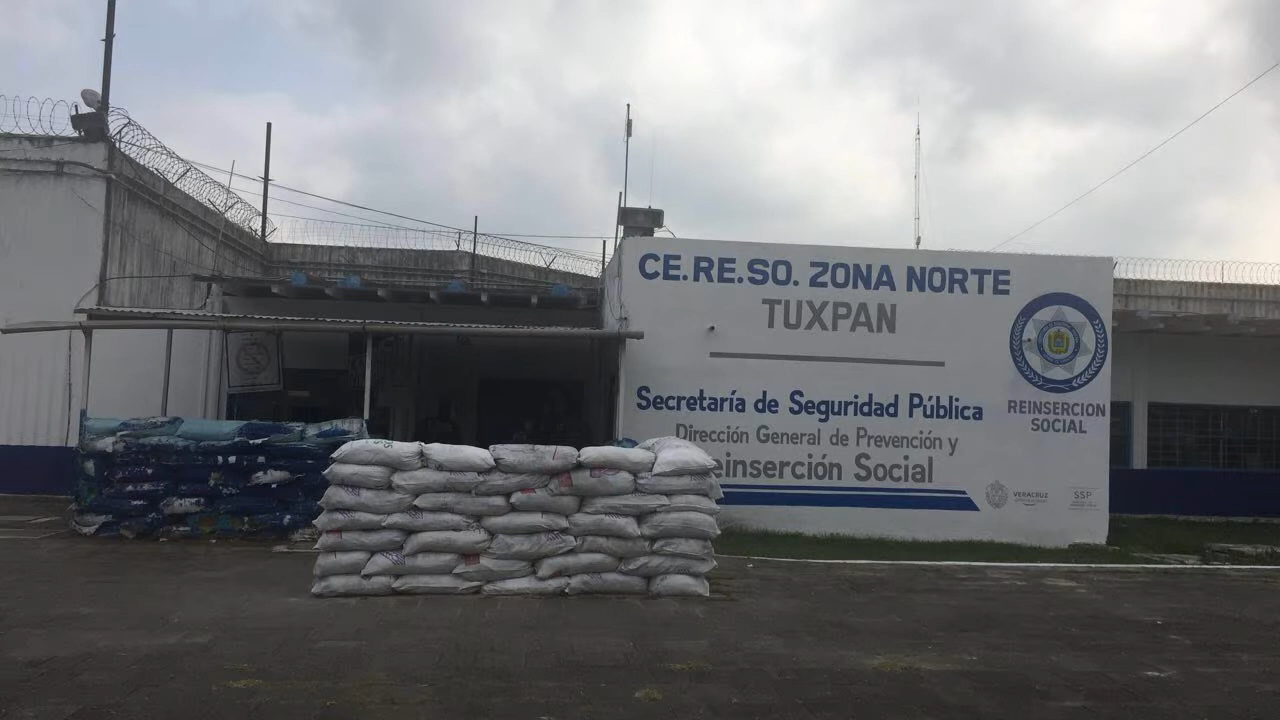 CE.RE.SO. ZONA NORTE
TUXPAN
Secretaría de Seguridad Pública
Dirección General de Prevención y
einserción Social
REINSERCION
SOCIAL
VERACRUZ
SSP